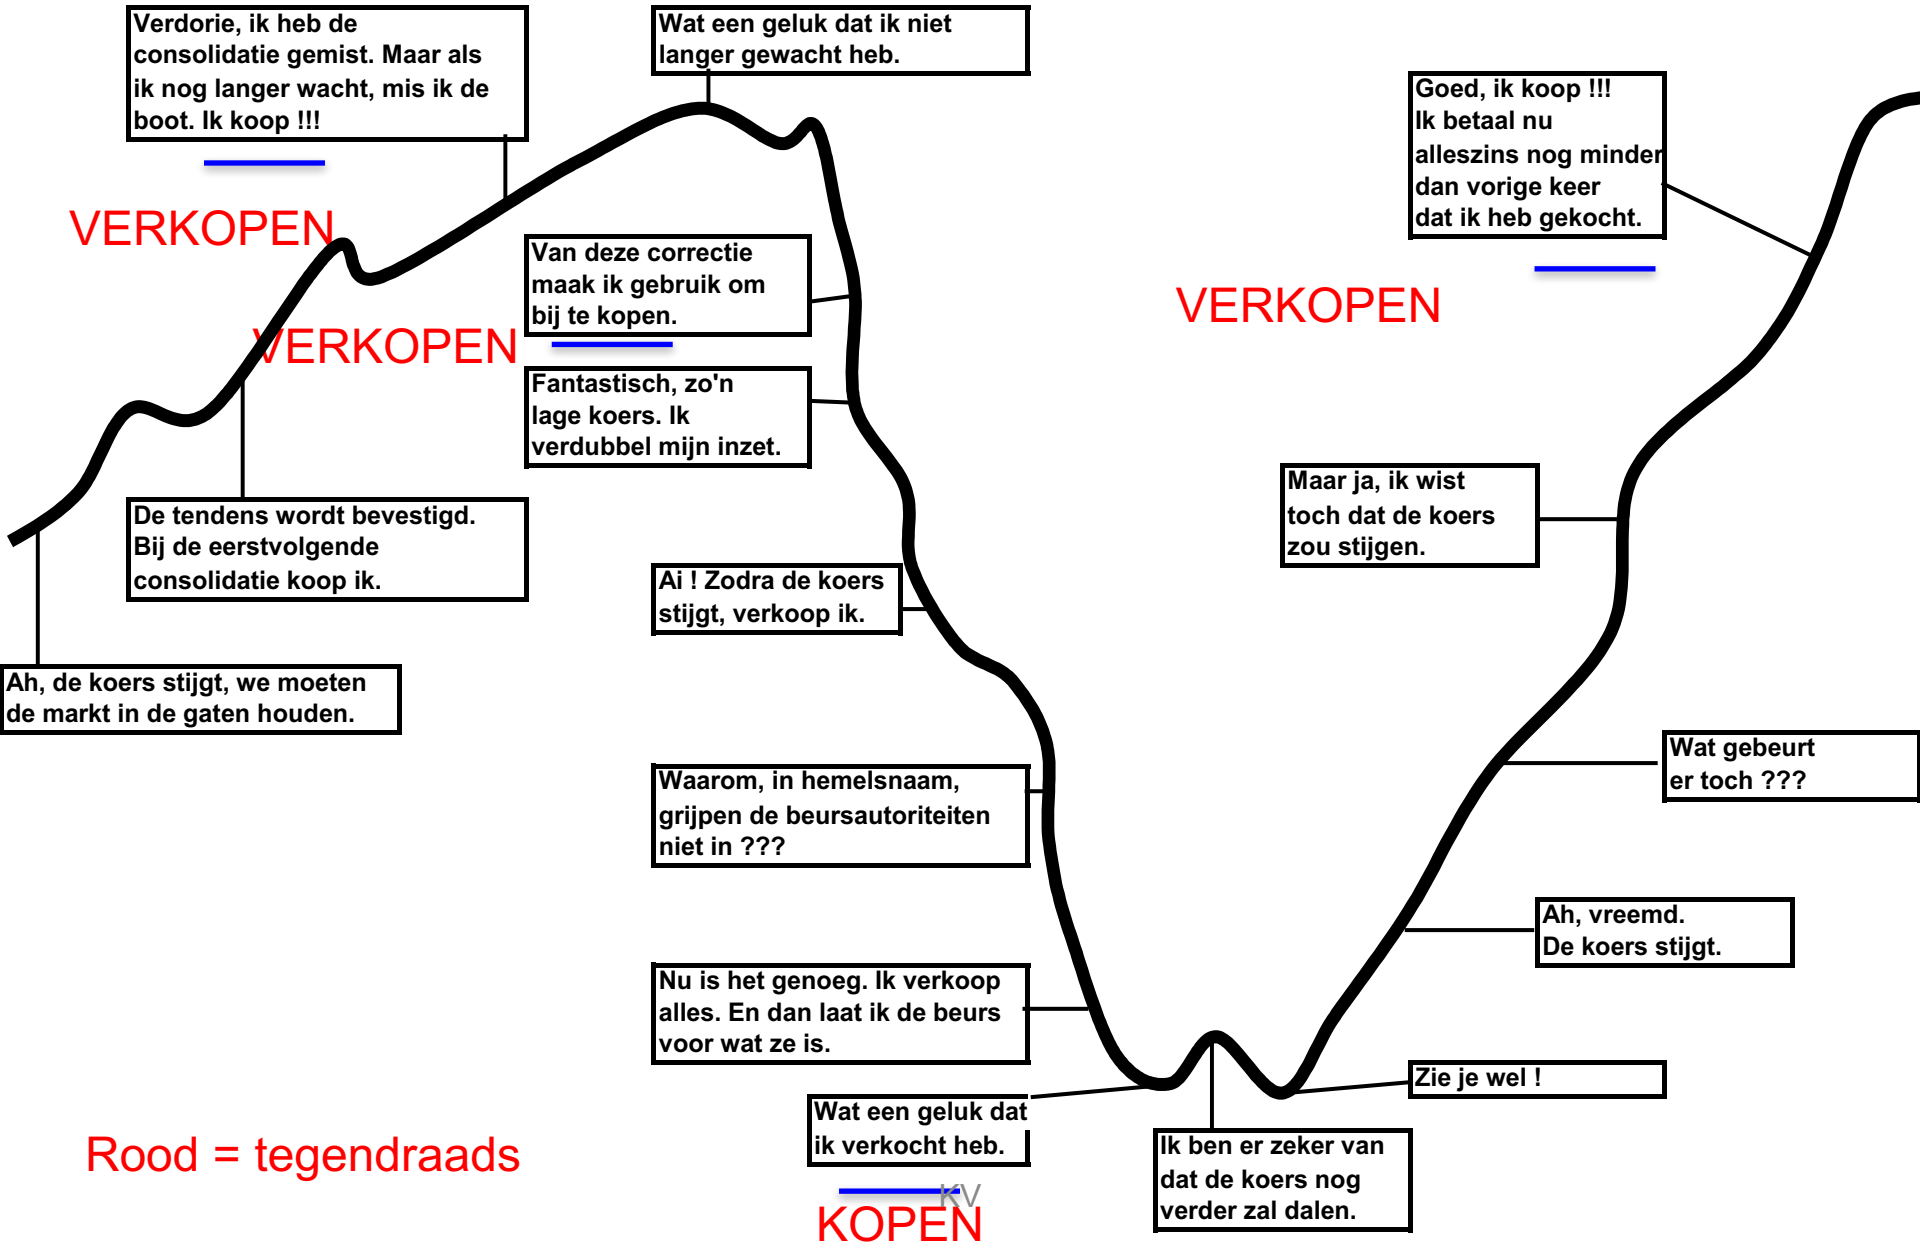 Verdorie, ik heb de
consolidatie gemist. Maar als
ik nog langer wacht, mis ik de
boot. Ik koop !!!
VERKOPEN
Wat een geluk dat ik niet
langer gewacht heb.
Goed, ik koop !!!
Ik betaal nu
alleszins nog minder
dan vorige keer
dat ik heb gekocht.
VERKOPEN
Van deze correctie
maak ik gebruik om
bij te kopen.
VERKOPEN
Fantastisch, zo'n
lage koers. Ik
verdubbel mijn inzet.
De tendens wordt bevestigd.
Bij de eerstvolgende
consolidatie koop ik.
Maar ja, ik wist
toch dat de koers
zou stijgen.
Ai ! Zodra de koers
stijgt, verkoop ik.
Ah, de koers stijgt, we moeten
de markt in de gaten houden.
Wat gebeurt
er toch ???
Waarom, in hemelsnaam,
grijpen de beursautoriteiten
niet in ???
Ah, vreemd.
De koers stijgt.
Nu is het genoeg. Ik verkoop
alles. En dan laat ik de beurs
voor wat ze is.
Zie je wel !
Wat een geluk dat
ik verkocht heb.
Ik ben er zeker van
dat de koers nog
verder zal dalen.
Rood = tegendraads
KV
KOPEN